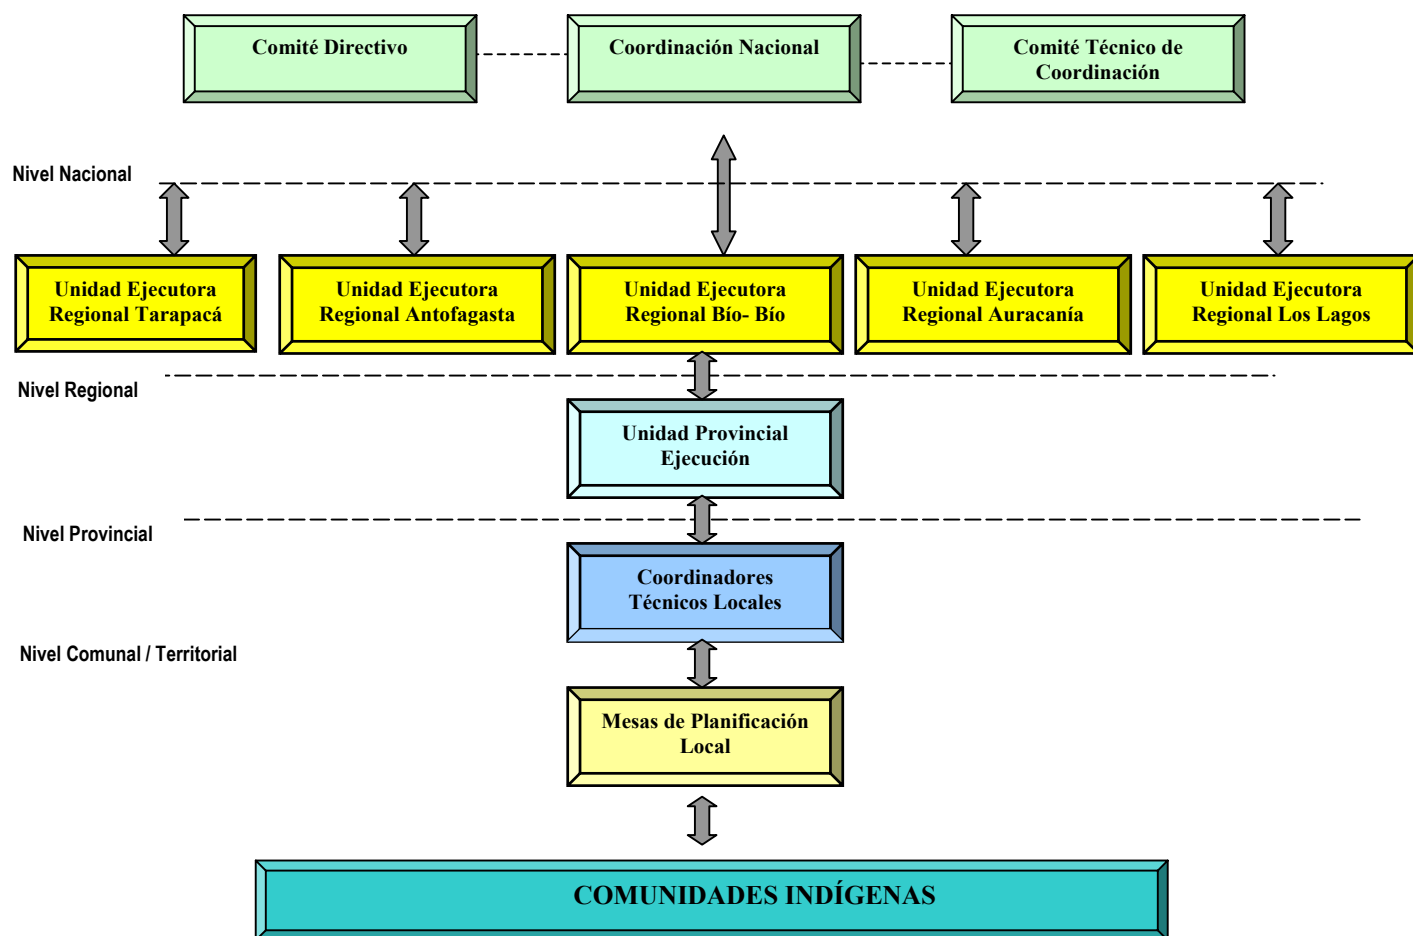 Comité Directivo
Coordinación Nacional
Comité Técnico de
Coordinación
Nivel Nacional
Unidad Ejecutora
Regional Tarapacá
Unidad Ejecutora
Regional Antofagasta
Unidad Ejecutora
Regional Bío- Bío
Unidad Ejecutora
Regional Auracanía
Unidad Ejecutora
Regional Los Lagos
Nivel Regional
Unidad Provincial
Ejecución
Nivel Provincial
Coordinadores
Técnicos Locales
Nivel Comunal / Territorial
Mesas de Planificación
Local
COMUNIDADES INDÍGENAS